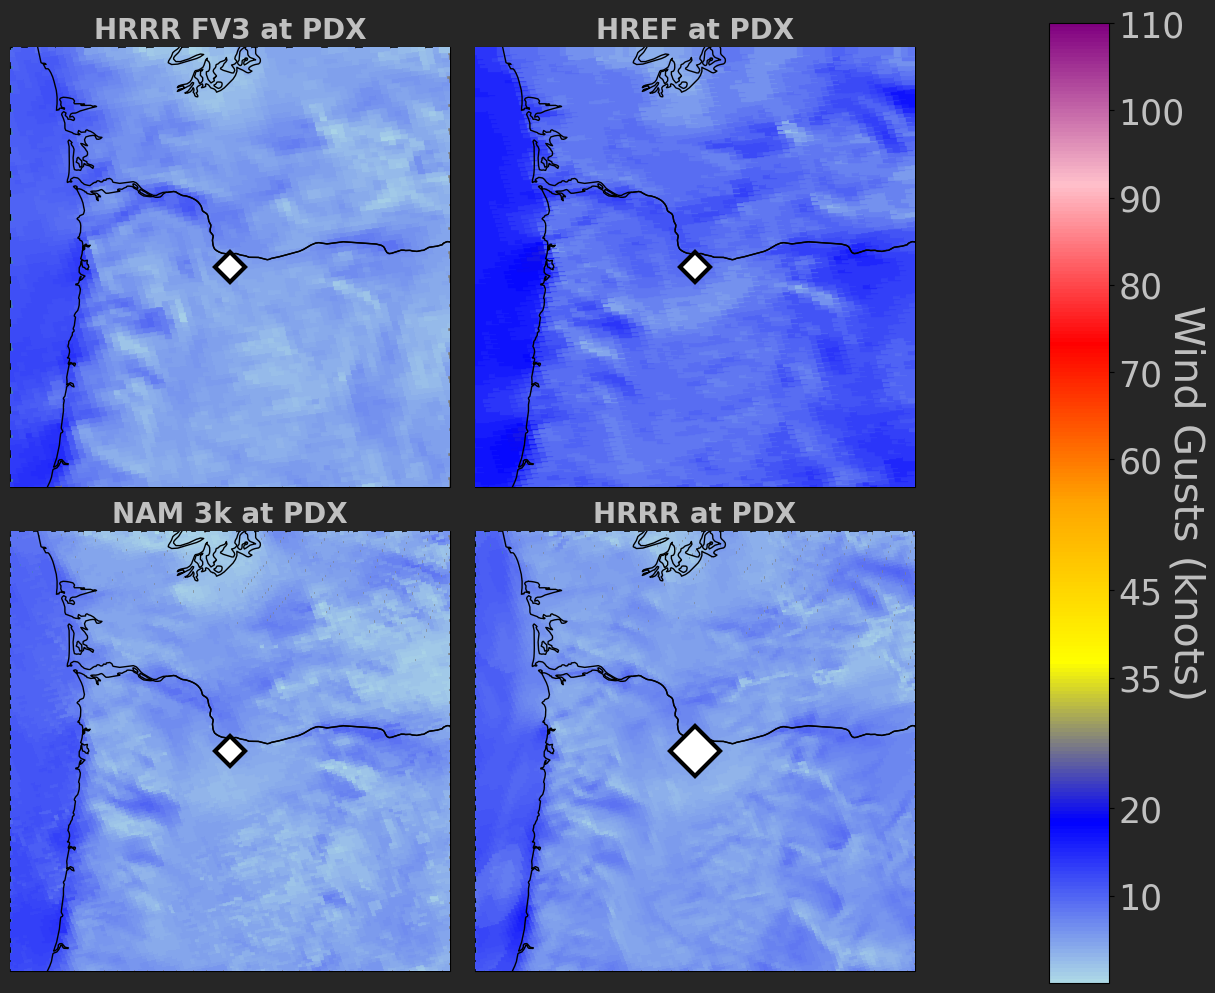 HRRR FV3 at PDX
HREF at PDX
NAM 3k at PDX
HRRR at PDX
110
100
90
80
70
60
45
35
20
10
Wind Gusts (knots)